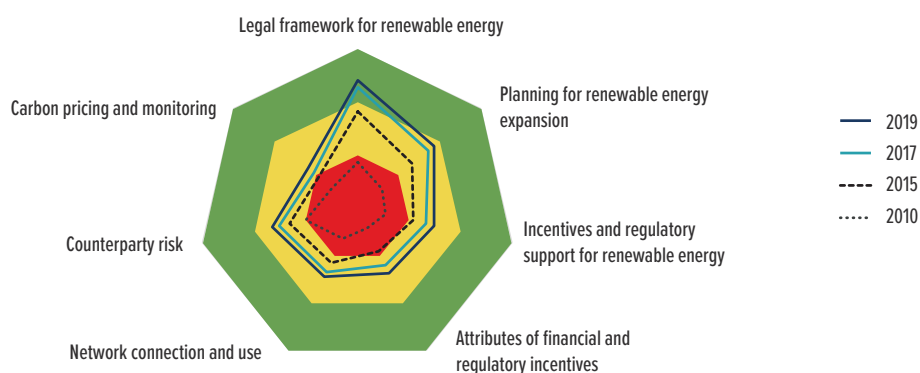 Legal framework for renewable energy
Carbon pricing and monitoring
Planning for renewable energy
expansion
2019
2017
2015
2010
Counterparty risk
Incentives and regulatory
support for renewable energy
Network connection and use
Attributes of financial and
regulatory incentives